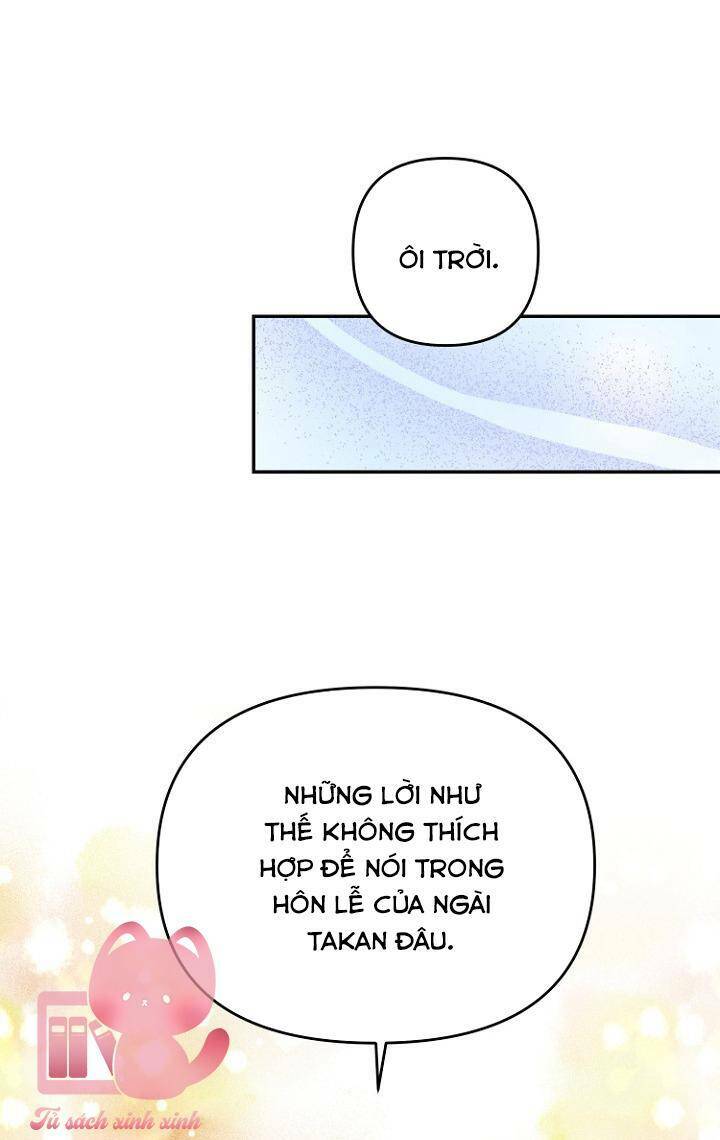 ÔI TRỜI.
NHỮNG LỜI NHƯ
THẾ KHÔNG THÍCH
HỢP ĐỂ NÓI TRONG
HÔN LỄ CỦA NGÀI
TAKAN ĐÂU.
Tủ sách xinh xinh